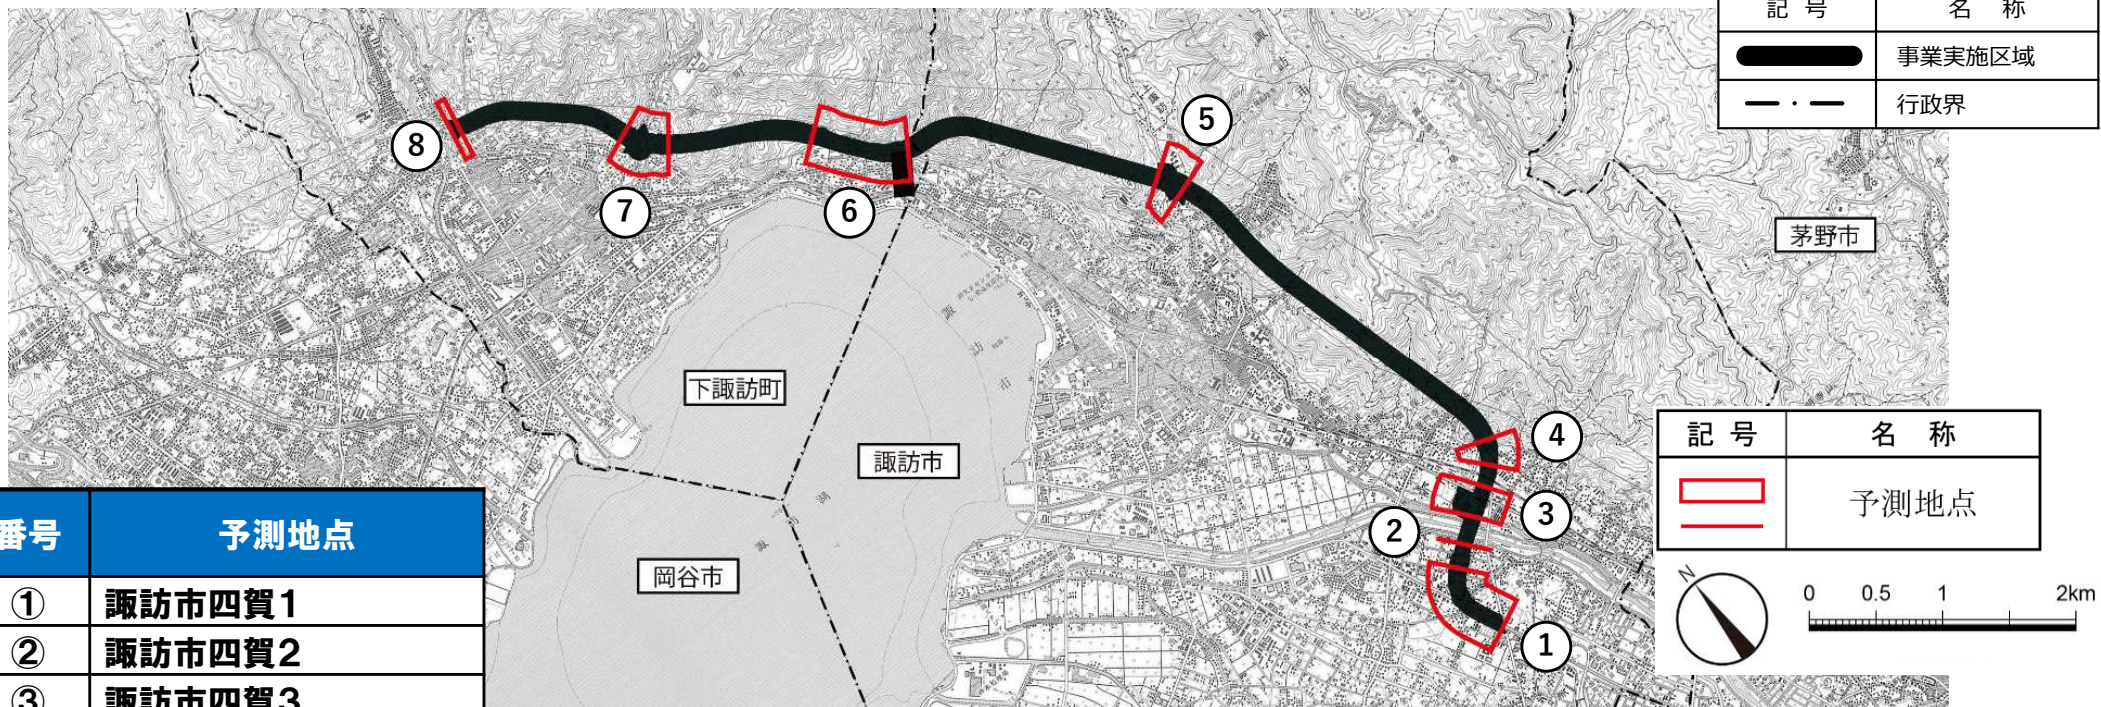 記号 名称
事業実施区域
行政界
⑤
⑧
茅野市
⑦
⑥
下諏訪町
諏訪市
④
記号 名称
予測地点
③
②
岡谷市
番号 予測地点
① 諏訪市四賀1
② 諏訪市四賀2
③ 諏訪市四賀3
①
N
0 0.5 1 2km